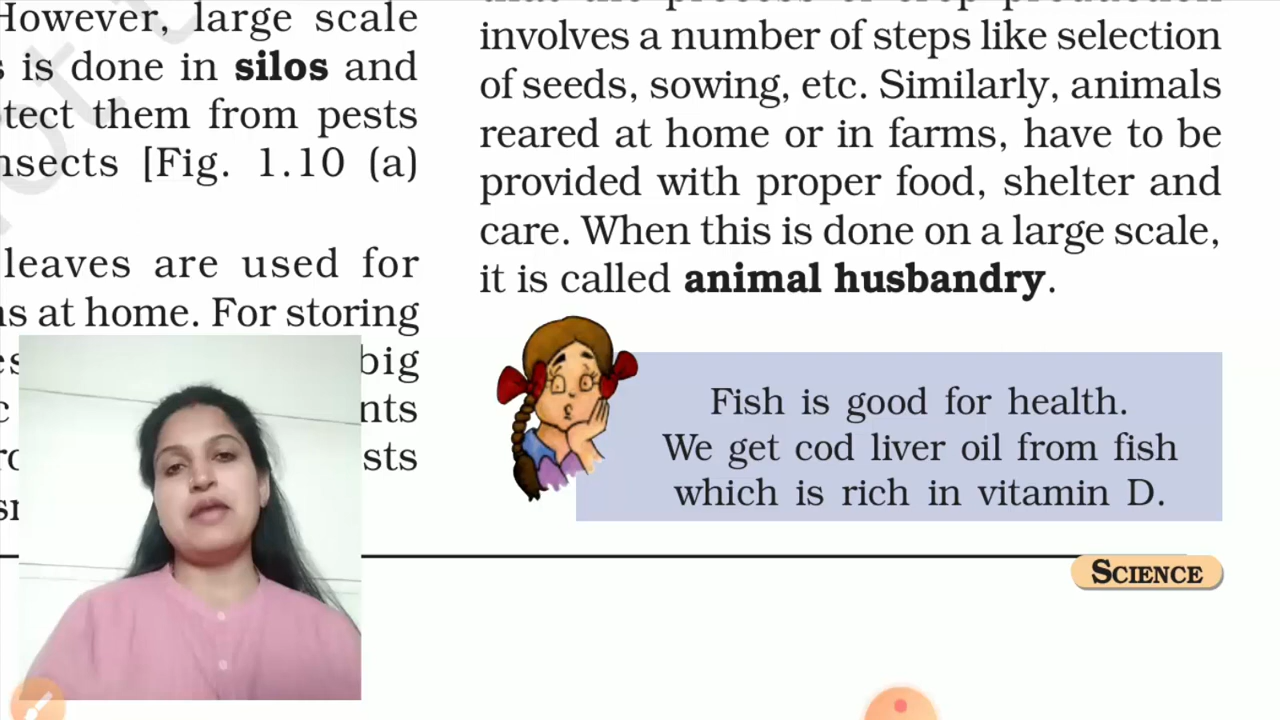 However, large scale
is done in silos and
them from pests
[Fig. 1.10 (a)
leaves are used for
at home. For storing
big
involves a number of steps like selection
of seeds, sowing, etc. Similarly, animals
reared at home or in farms, have to be
provided with proper food, shelter and
care. When this is done on a large scale,
it is called animal husbandry.
Fish is good for health.
We get cod liver oil from fish
which is rich in vitamin D.
SCIENCE